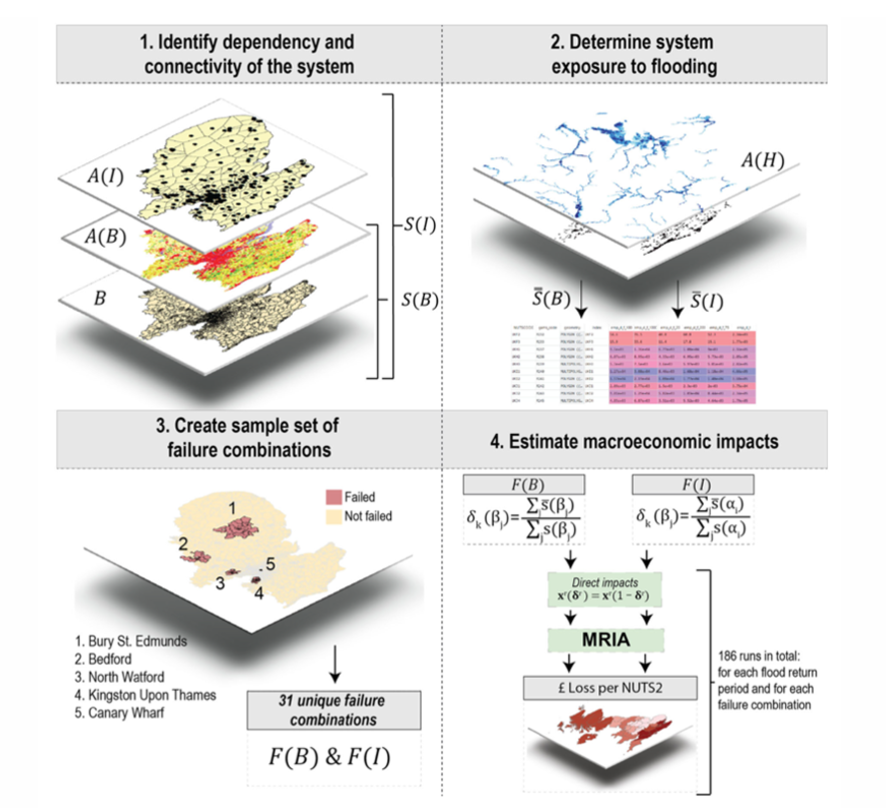 1. Identify dependency and
connectivity of the system
A(I)
A(B)
B
S(I)
S(B)
2. Determine system
exposure to flooding
A(H)
S̿(B)
S̅(I)
3. Create sample set of
failure combinations
Failed
Not failed
1
2
3
4
5
1. Bury St. Edmunds
2. Bedford
3. North Watford
4. Kingston Upon Thames
5. Canary Wharf
31 unique failure
combinations
F(B) & F(I)
4. Estimate macroeconomic impacts
F(B)
δₖ(βⱼ)=∑ⱼs̅(βⱼ)/∑ⱼs(βⱼ)
F(I)
δₖ(βⱼ)=∑ⱼs̅(αᵢ)/∑ⱼs(αᵢ)
Direct impacts
x′(δ′) = x′(1 − δ′)
MRIA
£ Loss per NUTS2
186 runs in total:
for each flood return
period and for each
failure combination